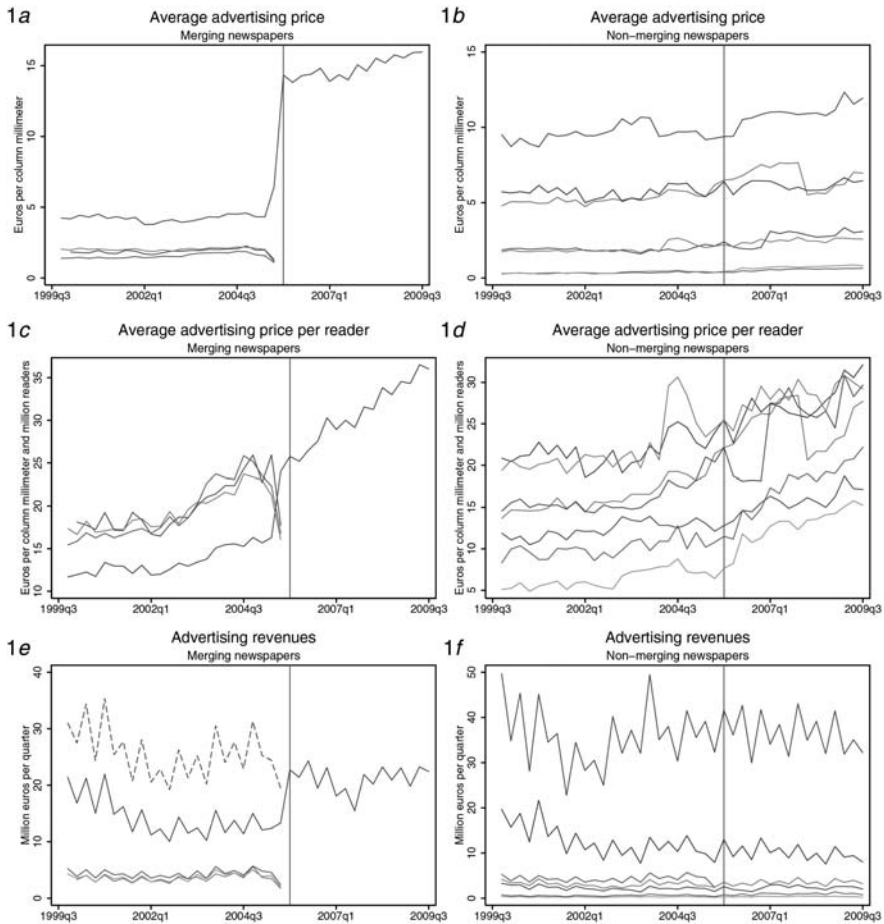 1a
Average advertising price
Merging newspapers
Euros per column millimeter
15
10
5
0
1999q3 2002q1 2004q3 2007q1 2009q3
1b
Average advertising price
Non-merging newspapers
Euros per column millimeter
15
10
5
0
1999q3 2002q1 2004q3 2007q1 2009q3
1c
Average advertising price per reader
Merging newspapers
Euros per column millimeter and million readers
35
30
25
20
15
10
1999q3 2002q1 2004q3 2007q1 2009q3
1d
Average advertising price per reader
Non-merging newspapers
Euros per column millimeter and million readers
30
25
20
15
10
5
1999q3 2002q1 2004q3 2007q1 2009q3
1e
Advertising revenues
Merging newspapers
Million euros per quarter
40
30
20
10
0
1999q3 2002q1 2004q3 2007q1 2009q3
1f
Advertising revenues
Non-merging newspapers
Million euros per quarter
50
40
30
20
10
0
1999q3 2002q1 2004q3 2007q1 2009q3